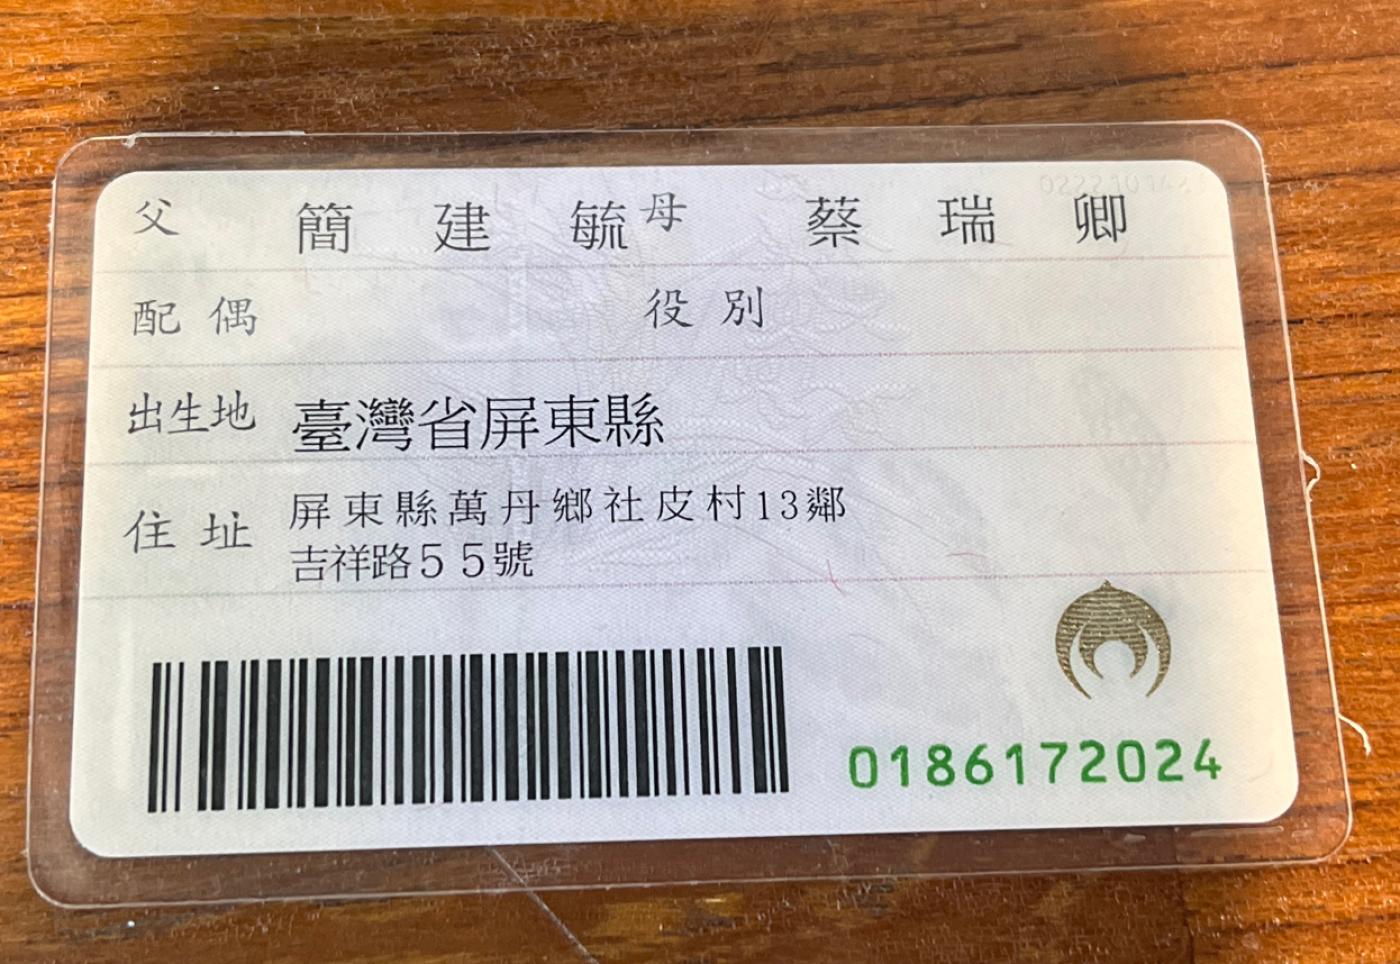 父 簡建毓 母 蔡瑞卿
配偶 役別
出生地 臺灣省屏東縣
住址 屏東縣萬丹鄉社皮村13鄰
吉祥路55號
0186172024